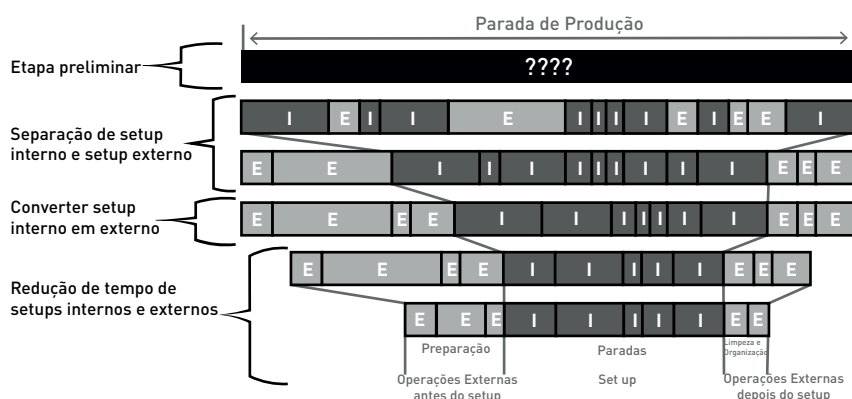 Parada de Produção
Etapa preliminar
????
I E I I E I I I I E I E E I
Separação de setup
interno e setup externo
E E I I I I I I I I I E E E
Converter setup
interno em externo
E E E E I I I I I I I E E E
E E E E I I I I I E E E
Redução de tempo de
setups internos e externos
E E E I I I I I E E
Preparação
Paradas
Limpeza e
Organização
Operações Externas
antes do setup
Set up
Operações Externas
depois do setup